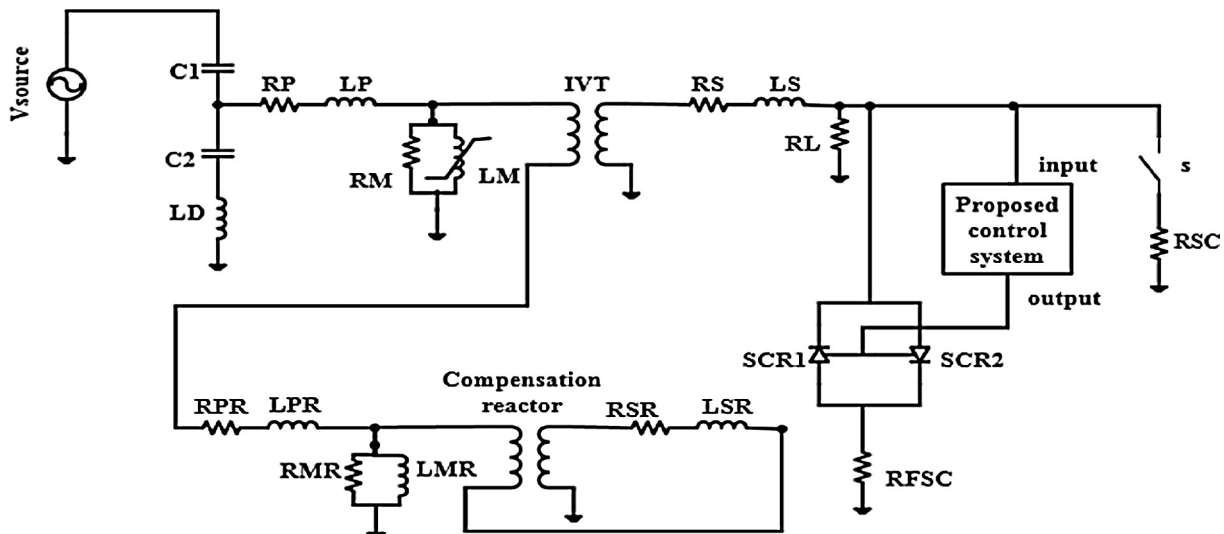 Vsource
C1
C2
LD
RP
LP
RM
LM
IVT
RS
LS
RL
input
Proposed
control
system
output
s
RSC
SCR1
SCR2
RFSC
Compensation
reactor
RPR
LPR
RMR
LMR
RSR
LSR